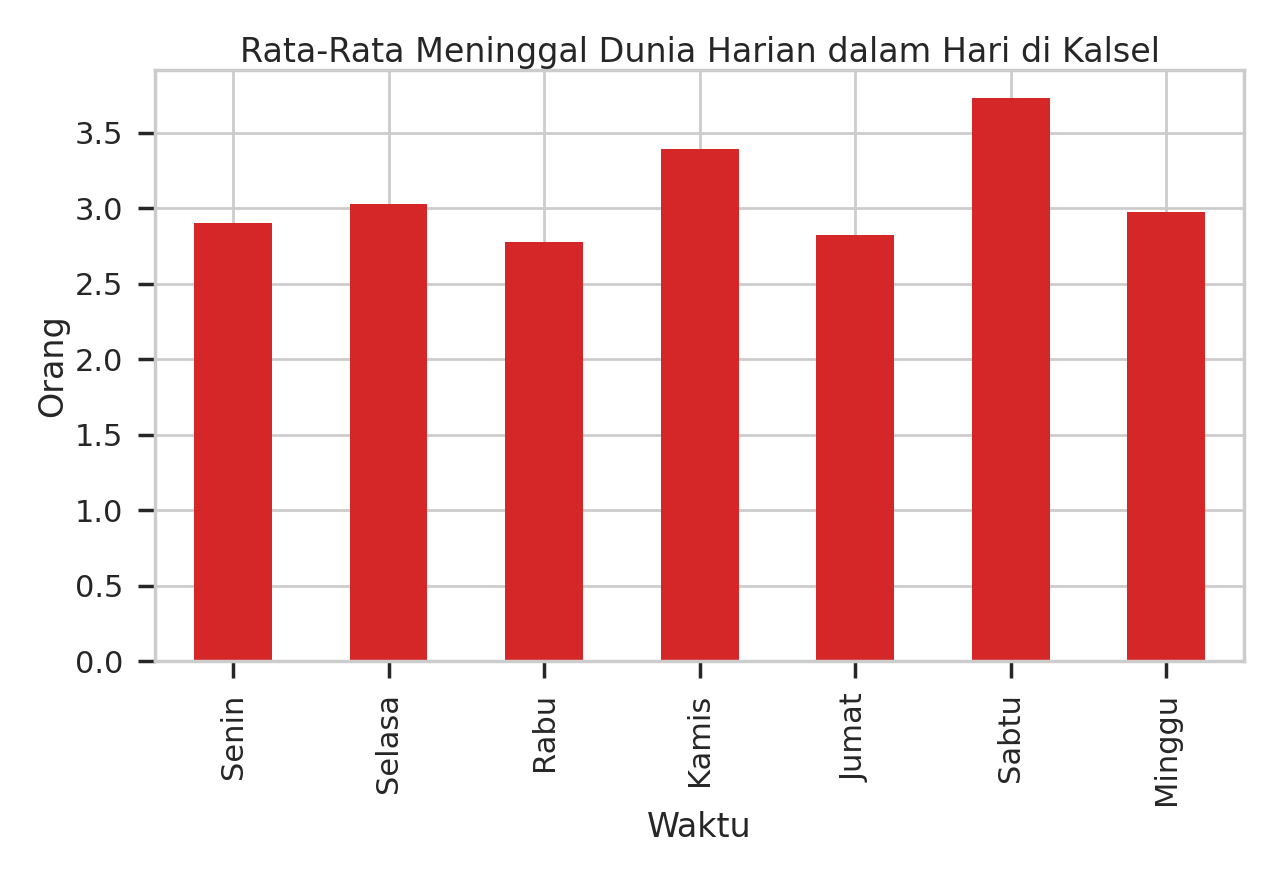 Rata-Rata Meninggal Dunia Harian dalam Hari di Kalsel
3.5
3.0
2.5
2.0
1.5
1.0
0.5
0.0
Orang
Senin
Selasa
Rabu
Kamis
Jumat
Sabtu
Minggu
Waktu